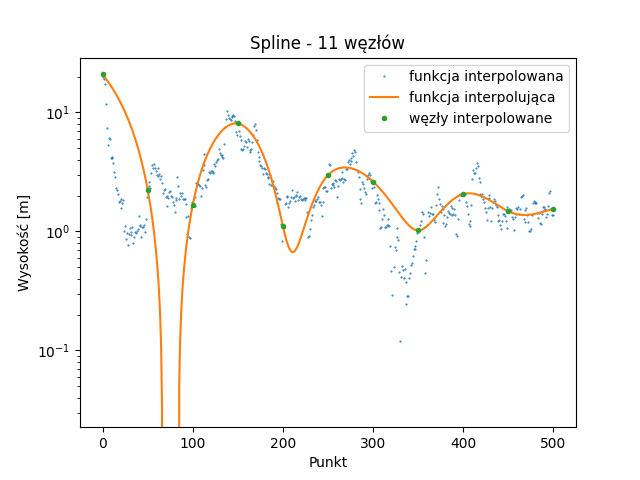 Spline - 11 węzłów
funkcja interpolowana
funkcja interpolująca
węzły interpolowane
Wysokość [m]
10¹
10⁰
10⁻¹
0 100 200 300 400 500
Punkt